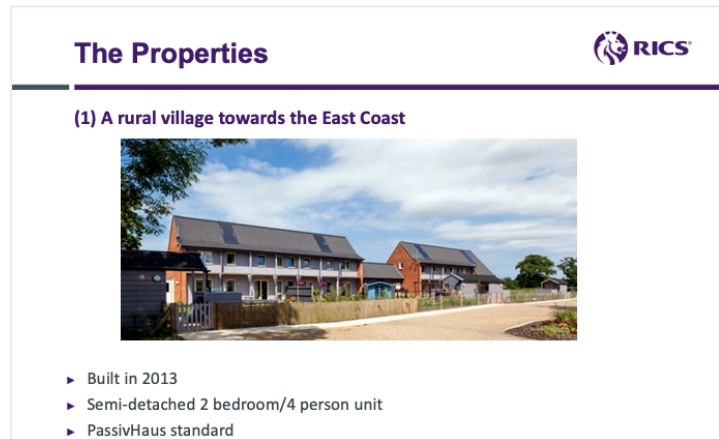 The Properties
RICS
(1) A rural village towards the East Coast
► Built in 2013
► Semi-detached 2 bedroom/4 person unit
► PassivHaus standard